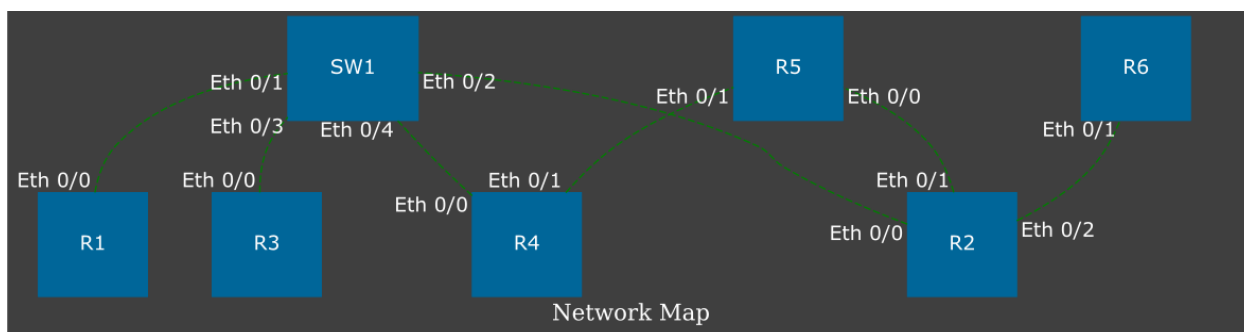 SW1
R5
R6
Eth 0/1
Eth 0/2
Eth 0/1
Eth 0/0
Eth 0/3
Eth 0/4
Eth 0/1
Eth 0/0
Eth 0/0
Eth 0/1
Eth 0/1
Eth 0/0
Eth 0/0
Eth 0/2
R1
R3
R4
R2
Network Map